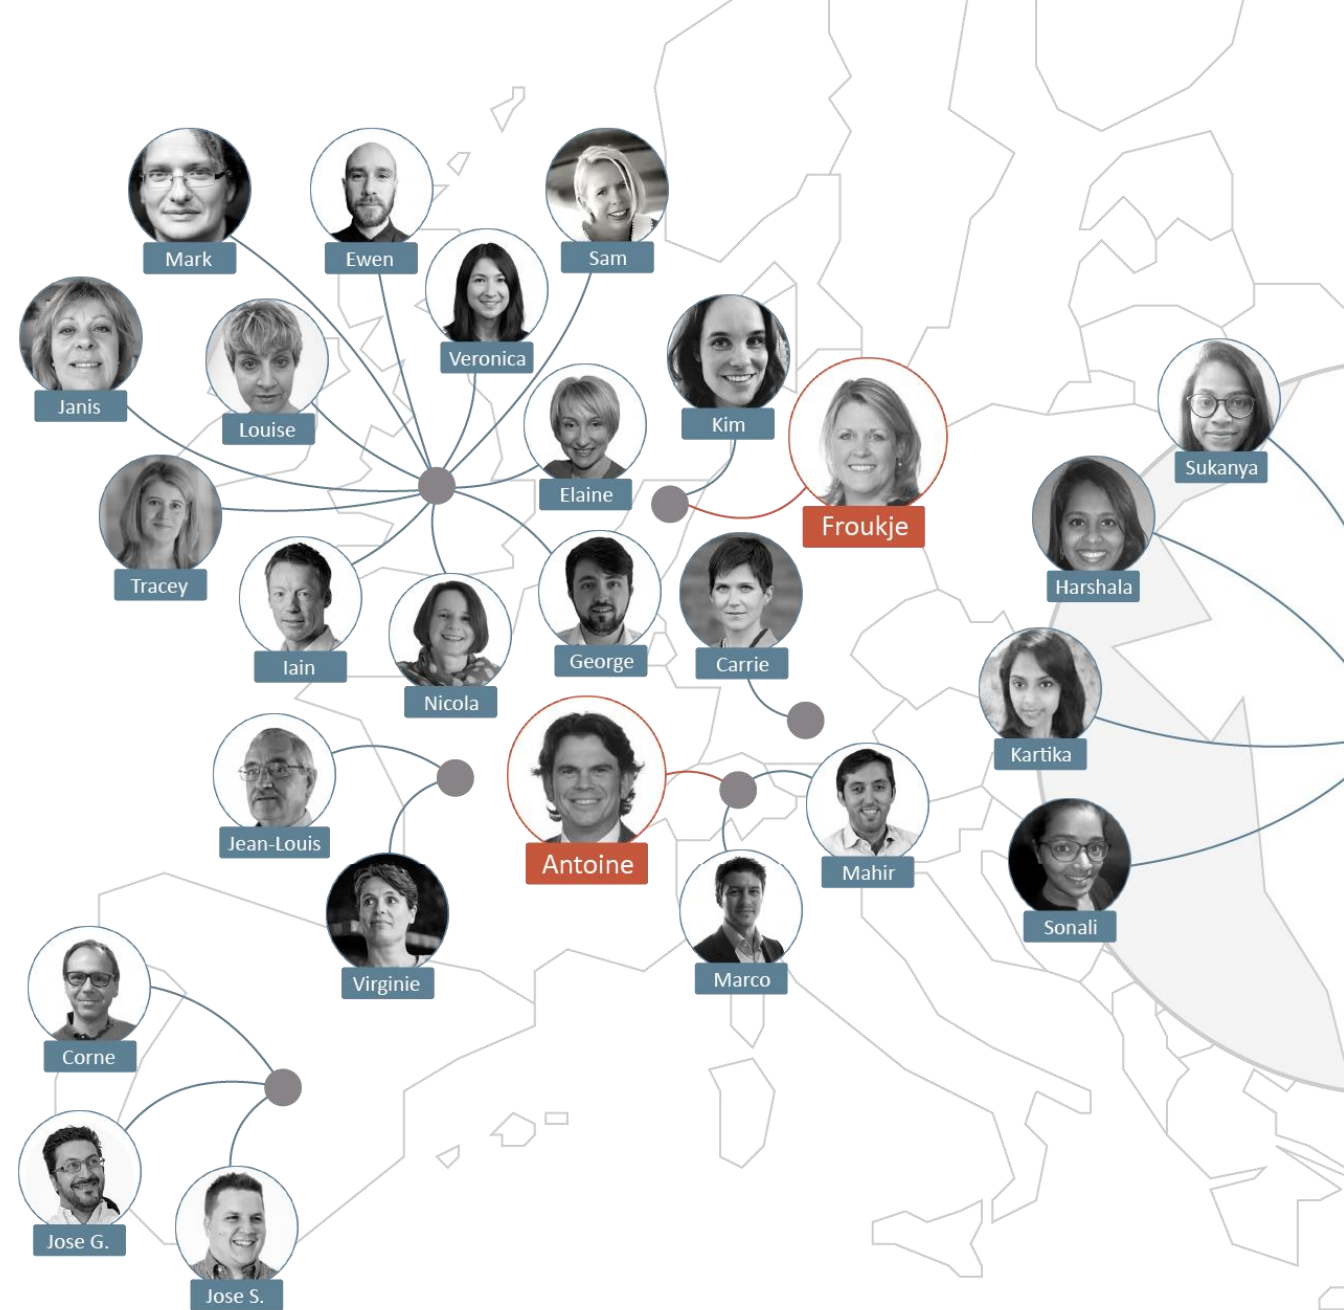 Mark
Ewen
Sam
Veronica
Janis
Louise
Kim
Sukanya
Elaine
Froukje
Tracey
Harshala
Iain
George
Carrie
Nicola
Kartika
Jean-Louis
Antoine
Mahir
Sonali
Virginie
Marco
Corne
Jose G.
Jose S.